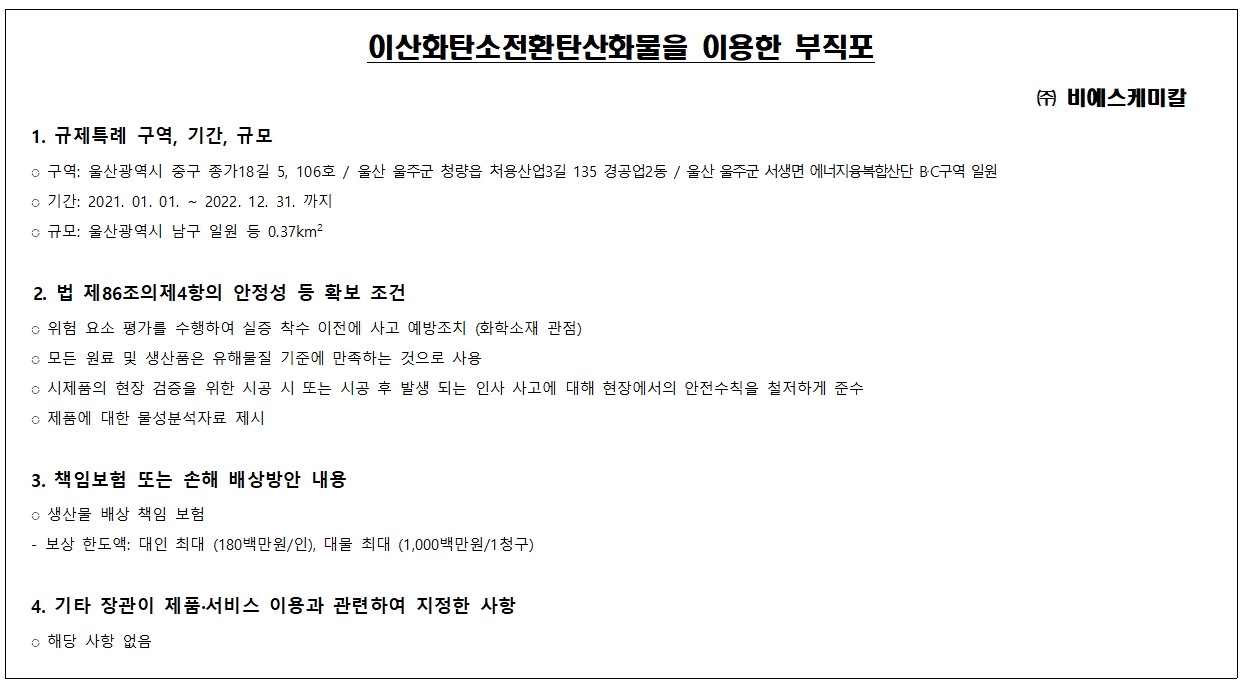 이산화탄소전환탄산화물을 이용한 부직포
㈜ 비에스케미칼
1. 규제특례 구역, 기간, 규모
○ 구역: 울산광역시 중구 종가18길 5, 106호 / 울산 울주군 청량읍 처용산업3길 135 경공업2동 / 울산 울주군 서생면 에너지융복합산단 B·C구역 일원
○ 기간: 2021. 01. 01. ~ 2022. 12. 31. 까지
○ 규모: 울산광역시 남구 일원 등 0.37km²
2. 법 제86조의제4항의 안정성 등 확보 조건
○ 위험 요소 평가를 수행하여 실증 착수 이전에 사고 예방조치 (화학소재 관점)
○ 모든 원료 및 생산품은 유해물질 기준에 만족하는 것으로 사용
○ 시제품의 현장 검증을 위한 시공 시 또는 시공 후 발생 되는 인사 사고에 대해 현장에서의 안전수칙을 철저하게 준수
○ 제품에 대한 물성분석자료 제시
3. 책임보험 또는 손해 배상방안 내용
○ 생산물 배상 책임 보험
- 보상 한도액: 대인 최대 (180백만원/인), 대물 최대 (1,000백만원/1청구)
4. 기타 장관이 제품·서비스 이용과 관련하여 지정한 사항
○ 해당 사항 없음